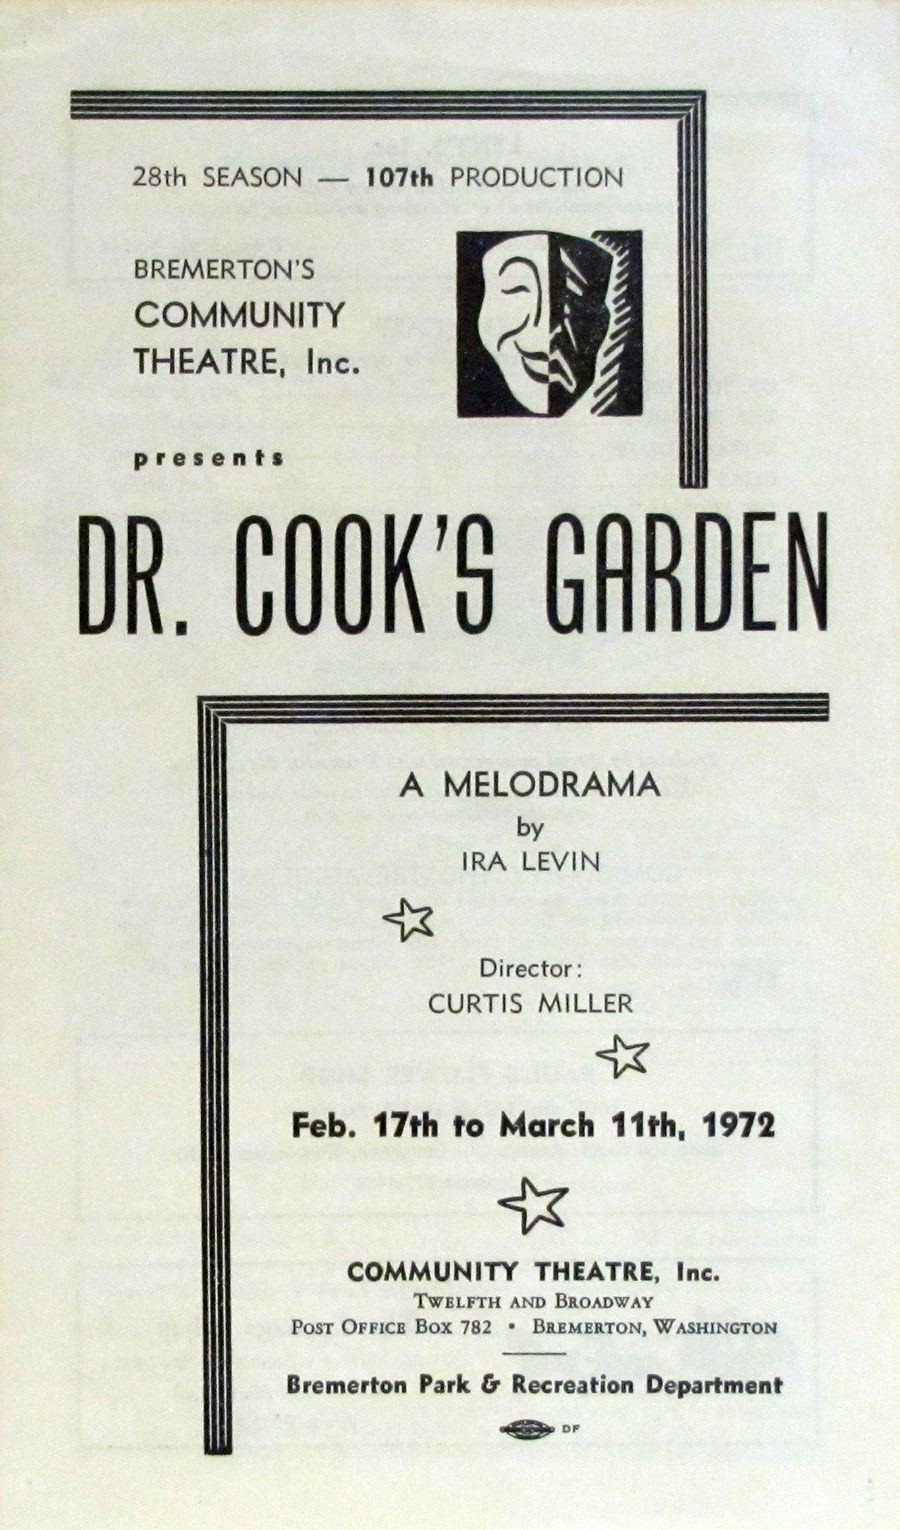 28th SEASON — 107th PRODUCTION
BREMERTON'S
COMMUNITY
THEATRE, Inc.
presents
DR. COOK'S GARDEN
A MELODRAMA
by
IRA LEVIN
Director:
CURTIS MILLER
Feb. 17th to March 11th, 1972
COMMUNITY THEATRE, Inc.
TWELFTH AND BROADWAY
POST OFFICE BOX 782 • BREMERTON, WASHINGTON
Bremerton Park & Recreation Department
DF